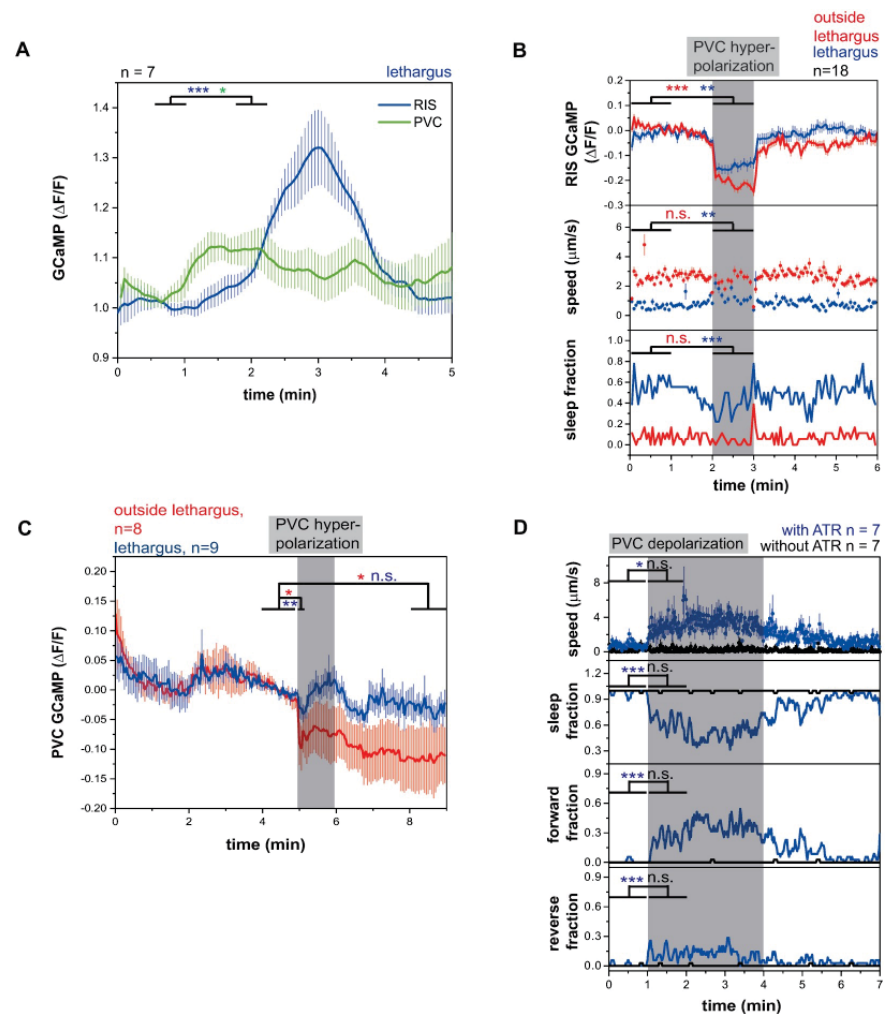 A
n = 7
lethargus
*** *
RIS
PVC
GCaMP (ΔF/F)
1.4
1.3
1.2
1.1
1.0
0.9
0 1 2 3 4 5
time (min)
B
outside
lethargus
lethargus
n=18
PVC hyper-
polarization
*** **
RIS GCaMP
(ΔF/F)
0.2
0.1
0.0
-0.1
-0.2
-0.3
n.s. **
speed (µm/s)
6
4
2
0
n.s. ***
sleep fraction
1.0
0.8
0.6
0.4
0.2
0.0
0 1 2 3 4 5 6
time (min)
C
outside lethargus,
n=8
lethargus, n=9
PVC hyper-
polarization
* n.s.
*
**
PVC GCaMP (ΔF/F)
0.20
0.15
0.10
0.05
0.00
-0.05
-0.10
-0.15
-0.20
0 2 4 6 8
time (min)
D
with ATR n = 7
without ATR n = 7
PVC depolarization
* n.s.
speed (µm/s)
8
4
0
*** n.s.
sleep
fraction
1.2
0.9
0.6
0.3
*** n.s.
forward
fraction
0.9
0.6
0.3
0.0
*** n.s.
reverse
fraction
0.9
0.6
0.3
0.0
0 1 2 3 4 5 6 7
time (min)